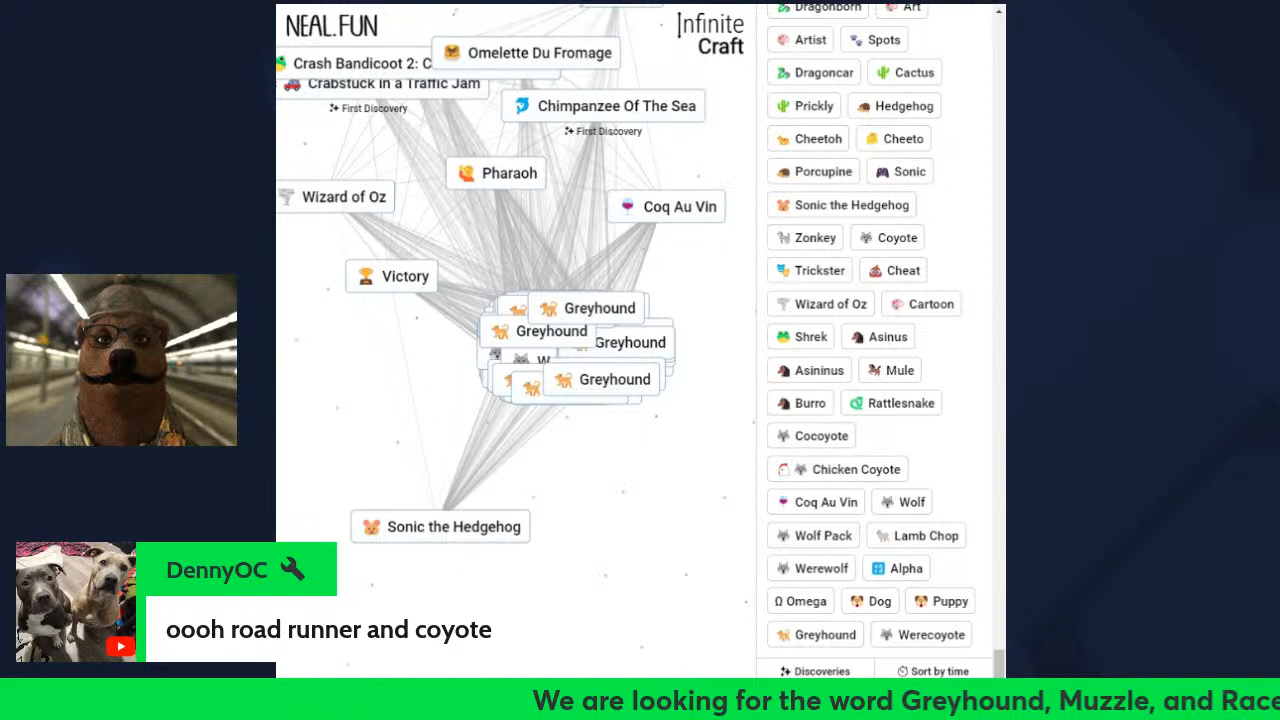 NEAL.FUN
Infinite
Craft
Omelette Du Fromage
Crash Bandicoot 2: C
Crabstuck in a Traffic Jam
First Discovery
Chimpanzee Of The Sea
First Discovery
Pharaoh
Wizard of Oz
Coq Au Vin
Victory
Greyhound
Greyhound
Greyhound
W
Greyhound
Sonic the Hedgehog
Dragonborn Art
Artist Spots
Dragoncar Cactus
Prickly Hedgehog
Cheetoh Cheeto
Porcupine Sonic
Sonic the Hedgehog
Zonkey Coyote
Trickster Cheat
Wizard of Oz Cartoon
Shrek Asinus
Asininus Mule
Burro Rattlesnake
Cocoyote
Chicken Coyote
Coq Au Vin Wolf
Wolf Pack Lamb Chop
Werewolf Alpha
Ω Omega Dog Puppy
Greyhound Werecoyote
Discoveries Sort by time
DennyOC
oooh road runner and coyote
We are looking for the word Greyhound, Muzzle, and Race